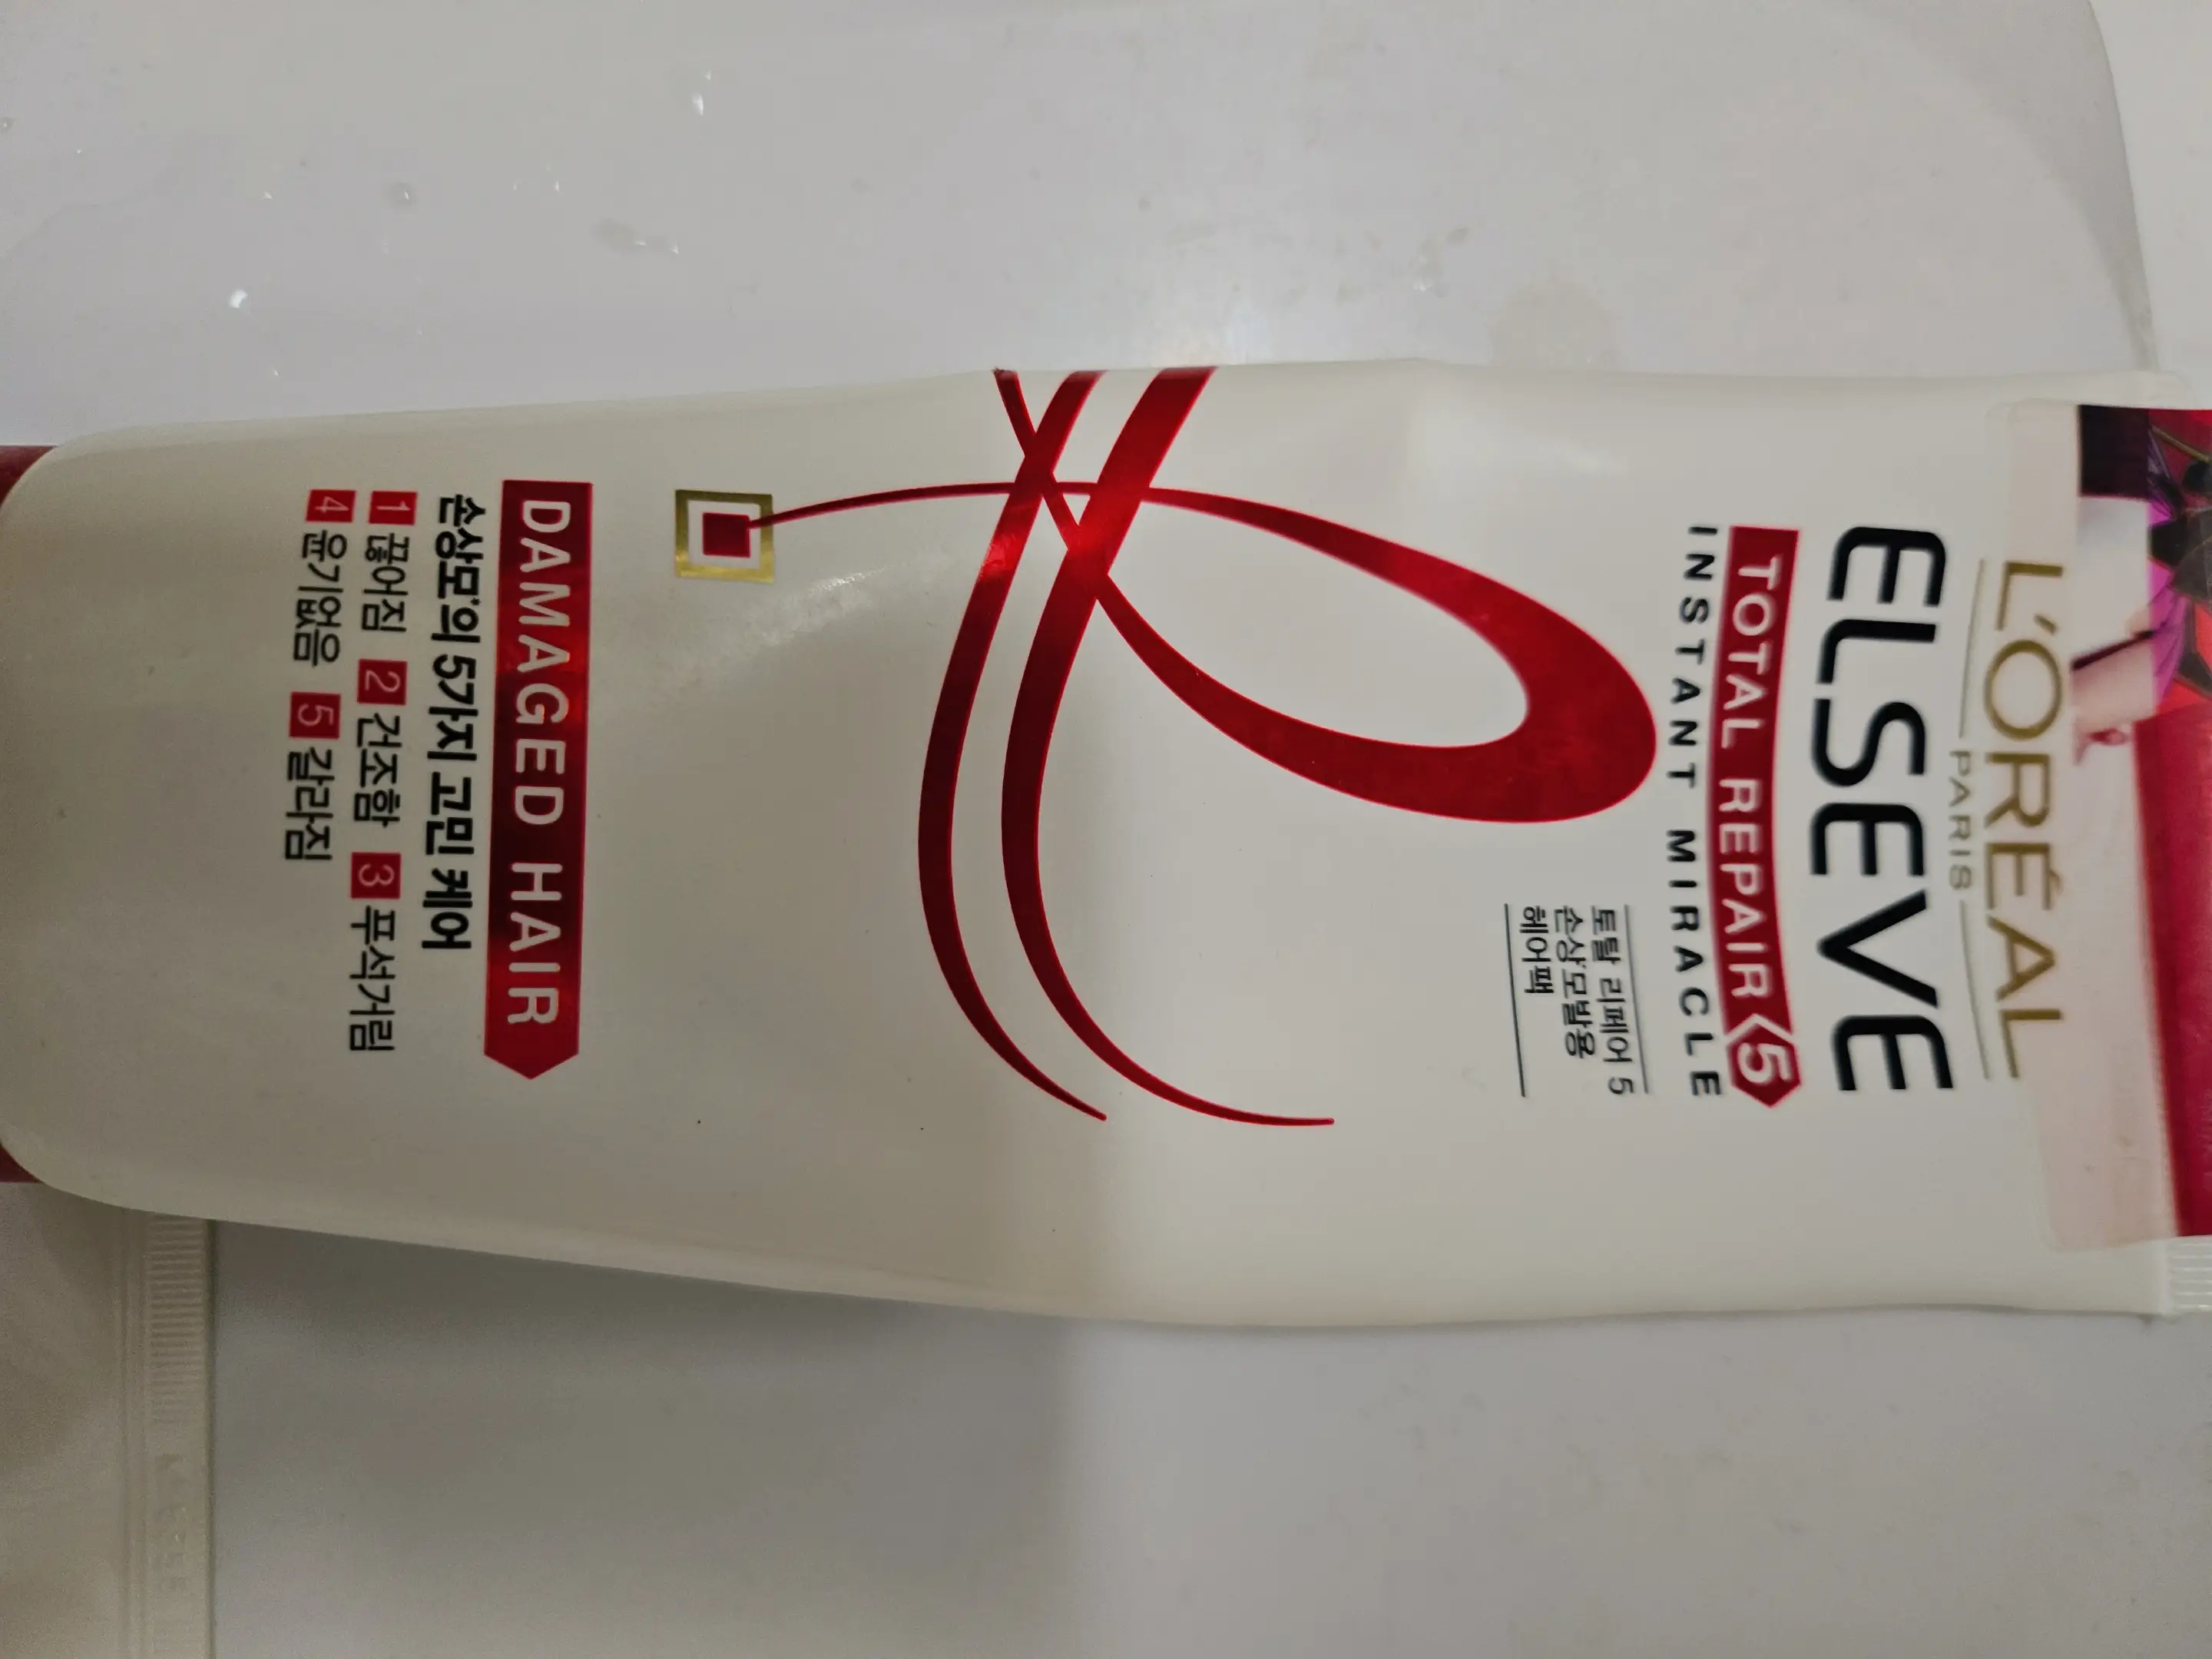 L'ORÉAL
PARIS
ELSEVE
TOTAL REPAIR 5
INSTANT MIRACLE
토탈 리페어 5
손상모발용
헤어팩
DAMAGED HAIR
손상모의 5가지 고민 케어
1 끊어짐 2 건조함 3 푸석거림
4 윤기없음 5 갈라짐